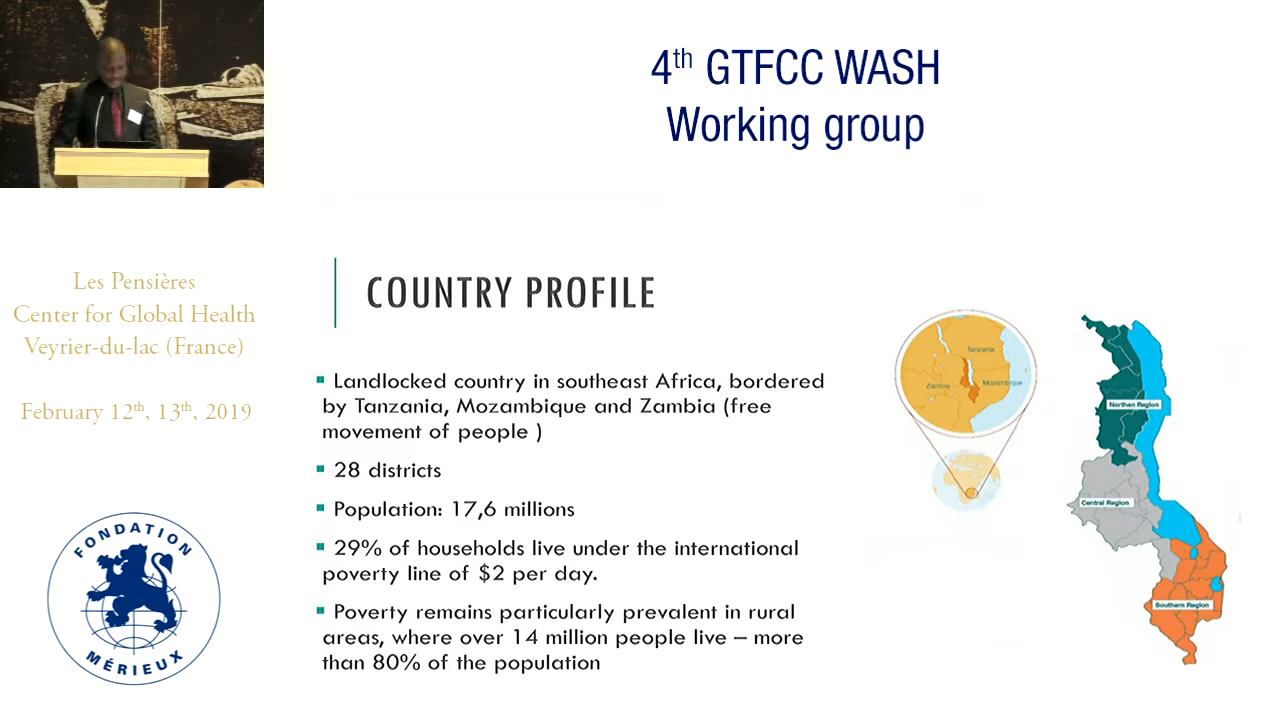 4th GTFCC WASH
Working group
Les Pensières
Center for Global Health
Veyrier-du-lac (France)
February 12th, 13th, 2019
FONDATION
MÉRIEUX
COUNTRY PROFILE
▪ Landlocked country in southeast Africa, bordered
by Tanzania, Mozambique and Zambia (free
movement of people )
▪ 28 districts
▪ Population: 17,6 millions
▪ 29% of households live under the international
poverty line of $2 per day.
▪ Poverty remains particularly prevalent in rural
areas, where over 14 million people live – more
than 80% of the population
Tanzania
Zambia
Mozambique
Northen Region
Central Region
Southern Region